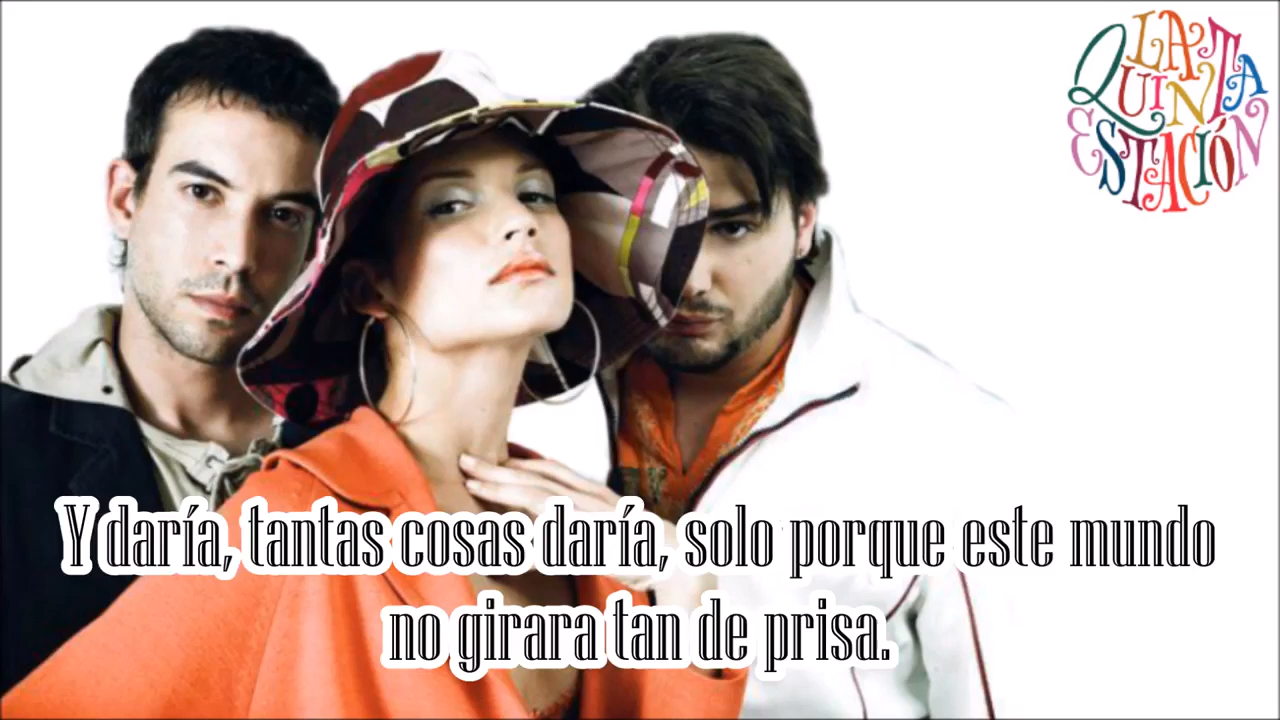 LA
QUINTA
ESTACIÓN
Y daría, tantas cosas daría, solo porque este mundo
no girara tan de prisa.